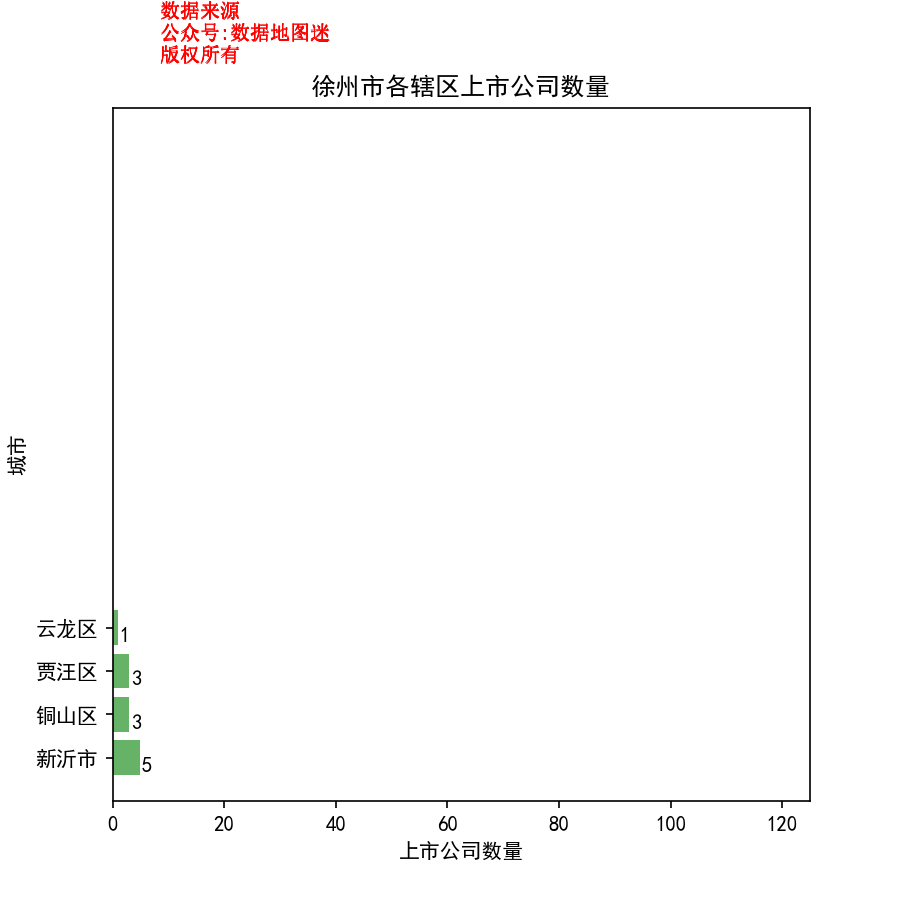 数据来源
公众号:数据地图迷
版权所有
徐州市各辖区上市公司数量
城市
云龙区
1
贾汪区
3
铜山区
3
新沂市
5
0 20 40 60 80 100 120
上市公司数量